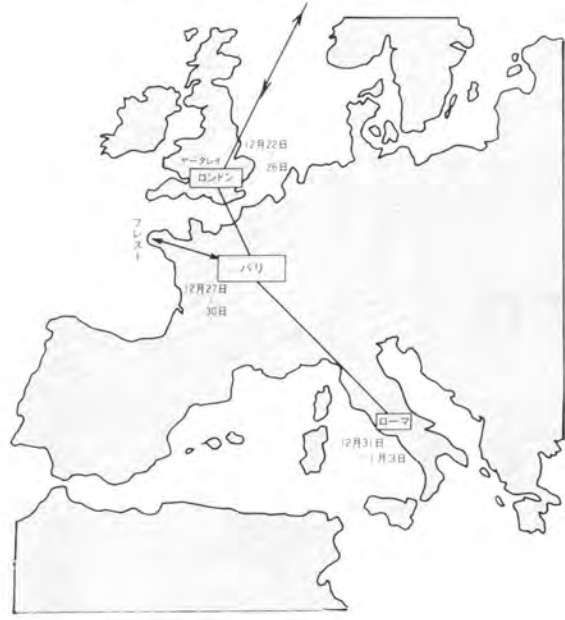 12月22日
26日
ヤータレイ
ロンドン
ブレスト
パリ
12月27日
30日
ローマ
12月31日
1月3日